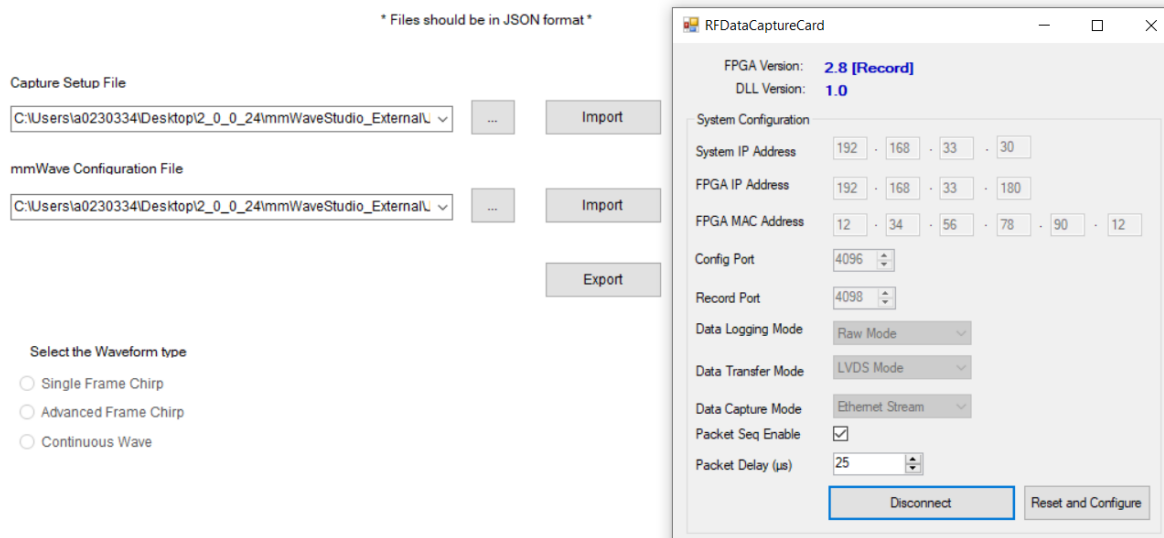 * Files should be in JSON format *
Capture Setup File
C:\Users\a0230334\Desktop\2_0_0_24\mmWaveStudio_External\J
...
Import
mmWave Configuration File
C:\Users\a0230334\Desktop\2_0_0_24\mmWaveStudio_External\J
...
Import
Export
Select the Waveform type
Single Frame Chirp
Advanced Frame Chirp
Continuous Wave
RFDataCaptureCard
FPGA Version: 2.8 [Record]
DLL Version: 1.0
System Configuration
System IP Address 192 . 168 . 33 . 30
FPGA IP Address 192 . 168 . 33 . 180
FPGA MAC Address 12 . 34 . 56 . 78 . 90 . 12
Config Port 4096
Record Port 4098
Data Logging Mode Raw Mode
Data Transfer Mode LVDS Mode
Data Capture Mode Ethernet Stream
Packet Seq Enable
Packet Delay (µs) 25
Disconnect Reset and Configure